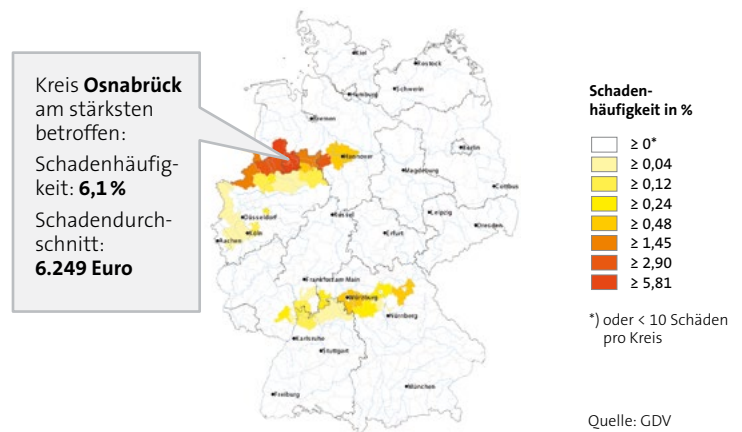 Kreis Osnabrück
am stärksten
betroffen:
Schadenhäufig-
keit: 6,1 %
Schadendurch-
schnitt:
6.249 Euro
Kiel
Rostock
Hamburg
Schwerin
Bremen
Berlin
Hannover
Magdeburg
Cottbus
Düsseldorf
Köln
Aachen
Kassel
Leipzig
Erfurt
Dresden
Frankfurt am Main
Würzburg
Nürnberg
Karlsruhe
Stuttgart
Freiburg
München
Schaden-
häufigkeit in %
≥ 0*
≥ 0,04
≥ 0,12
≥ 0,24
≥ 0,48
≥ 1,45
≥ 2,90
≥ 5,81
*) oder < 10 Schäden
pro Kreis
Quelle: GDV